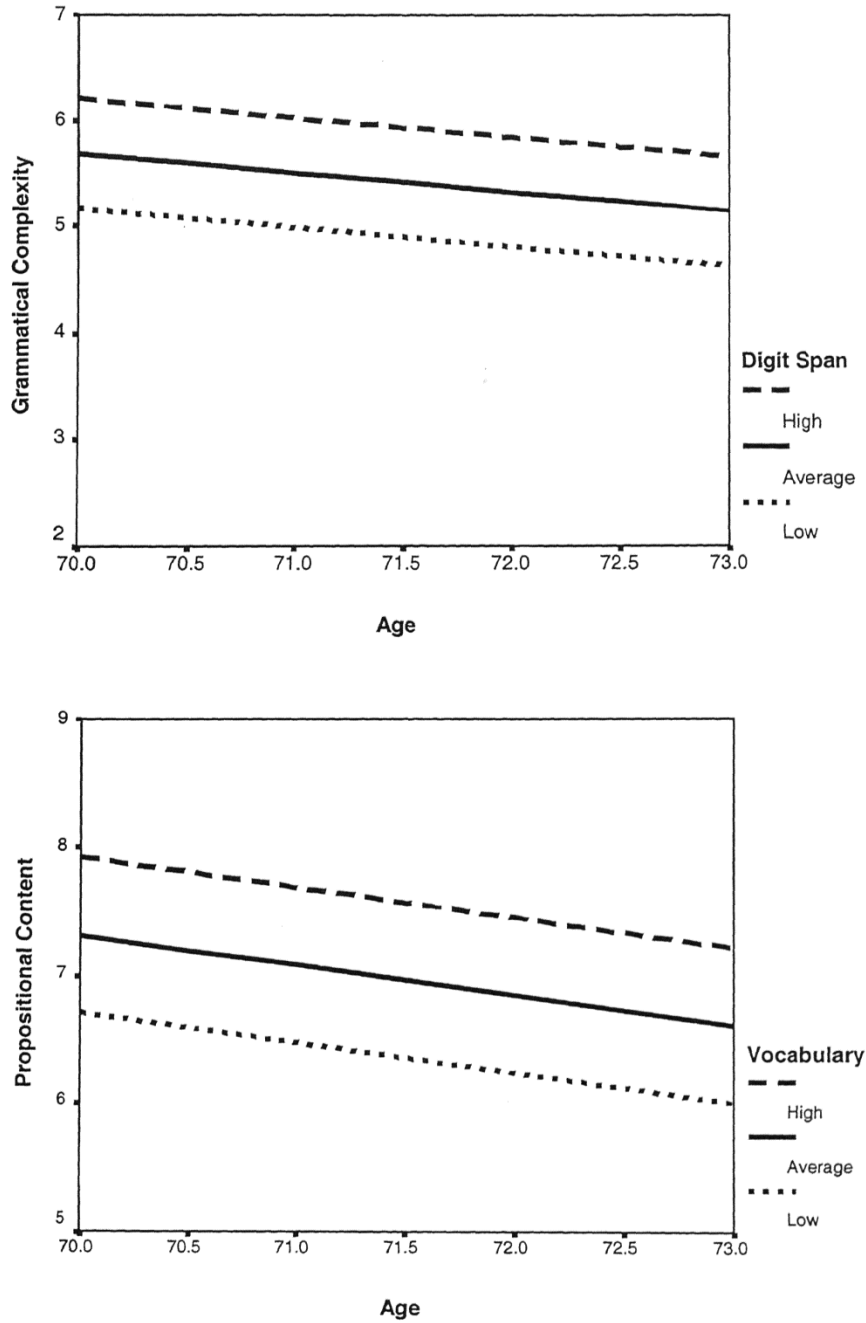 7
6
5
4
3
2
Grammatical Complexity
70.0 70.5 71.0 71.5 72.0 72.5 73.0
Age
Digit Span
High
Average
Low
9
8
7
6
5
Propositional Content
70.0 70.5 71.0 71.5 72.0 72.5 73.0
Age
Vocabulary
High
Average
Low